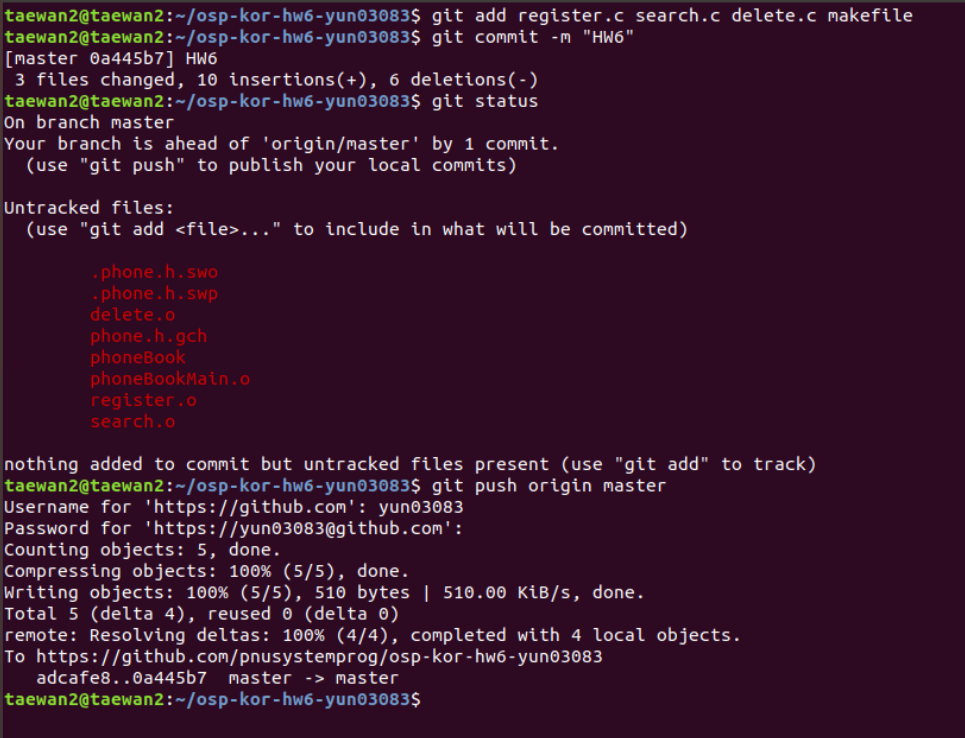 taewan2@taewan2:~/osp-kor-hw6-yun03083$ git add register.c search.c delete.c makefile
taewan2@taewan2:~/osp-kor-hw6-yun03083$ git commit -m "HW6"
[master 0a445b7] HW6
 3 files changed, 10 insertions(+), 6 deletions(-)
taewan2@taewan2:~/osp-kor-hw6-yun03083$ git status
On branch master
Your branch is ahead of 'origin/master' by 1 commit.
  (use "git push" to publish your local commits)

Untracked files:
  (use "git add <file>..." to include in what will be committed)

        .phone.h.swo
        .phone.h.swp
        delete.o
        phone.h.gch
        phoneBook
        phoneBookMain.o
        register.o
        search.o

nothing added to commit but untracked files present (use "git add" to track)
taewan2@taewan2:~/osp-kor-hw6-yun03083$ git push origin master
Username for 'https://github.com': yun03083
Password for 'https://yun03083@github.com':
Counting objects: 5, done.
Compressing objects: 100% (5/5), done.
Writing objects: 100% (5/5), 510 bytes | 510.00 KiB/s, done.
Total 5 (delta 4), reused 0 (delta 0)
remote: Resolving deltas: 100% (4/4), completed with 4 local objects.
To https://github.com/pnusystemprog/osp-kor-hw6-yun03083
   adcafe8..0a445b7  master -> master
taewan2@taewan2:~/osp-kor-hw6-yun03083$